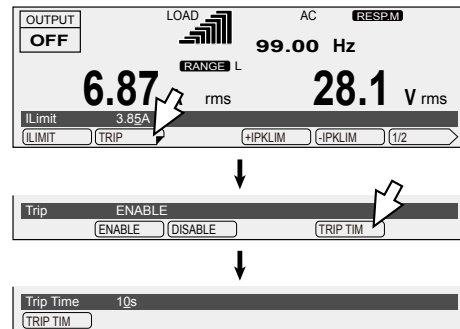 OUTPUT LOAD AC RESP.M
OFF 99.00 Hz
RANGE L
6.87 rms 28.1 V rms
ILimit 3.85A
ILIMIT TRIP +IPKLIM -IPKLIM 1/2
Trip ENABLE
ENABLE DISABLE TRIP TIM
Trip Time 10s
TRIP TIM